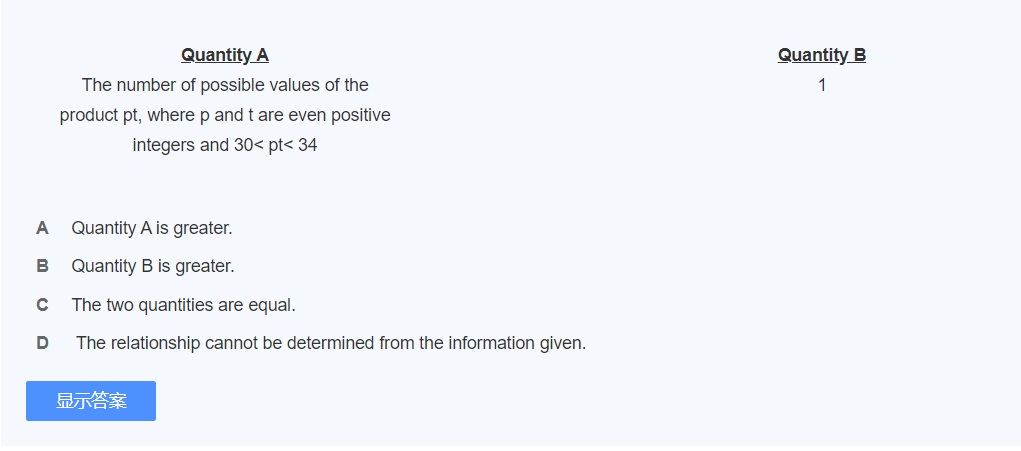 Quantity A
Quantity B
The number of possible values of the
1
product pt, where p and t are even positive
integers and 30< pt< 34
A Quantity A is greater.
B Quantity B is greater.
C The two quantities are equal.
D The relationship cannot be determined from the information given.
显示答案